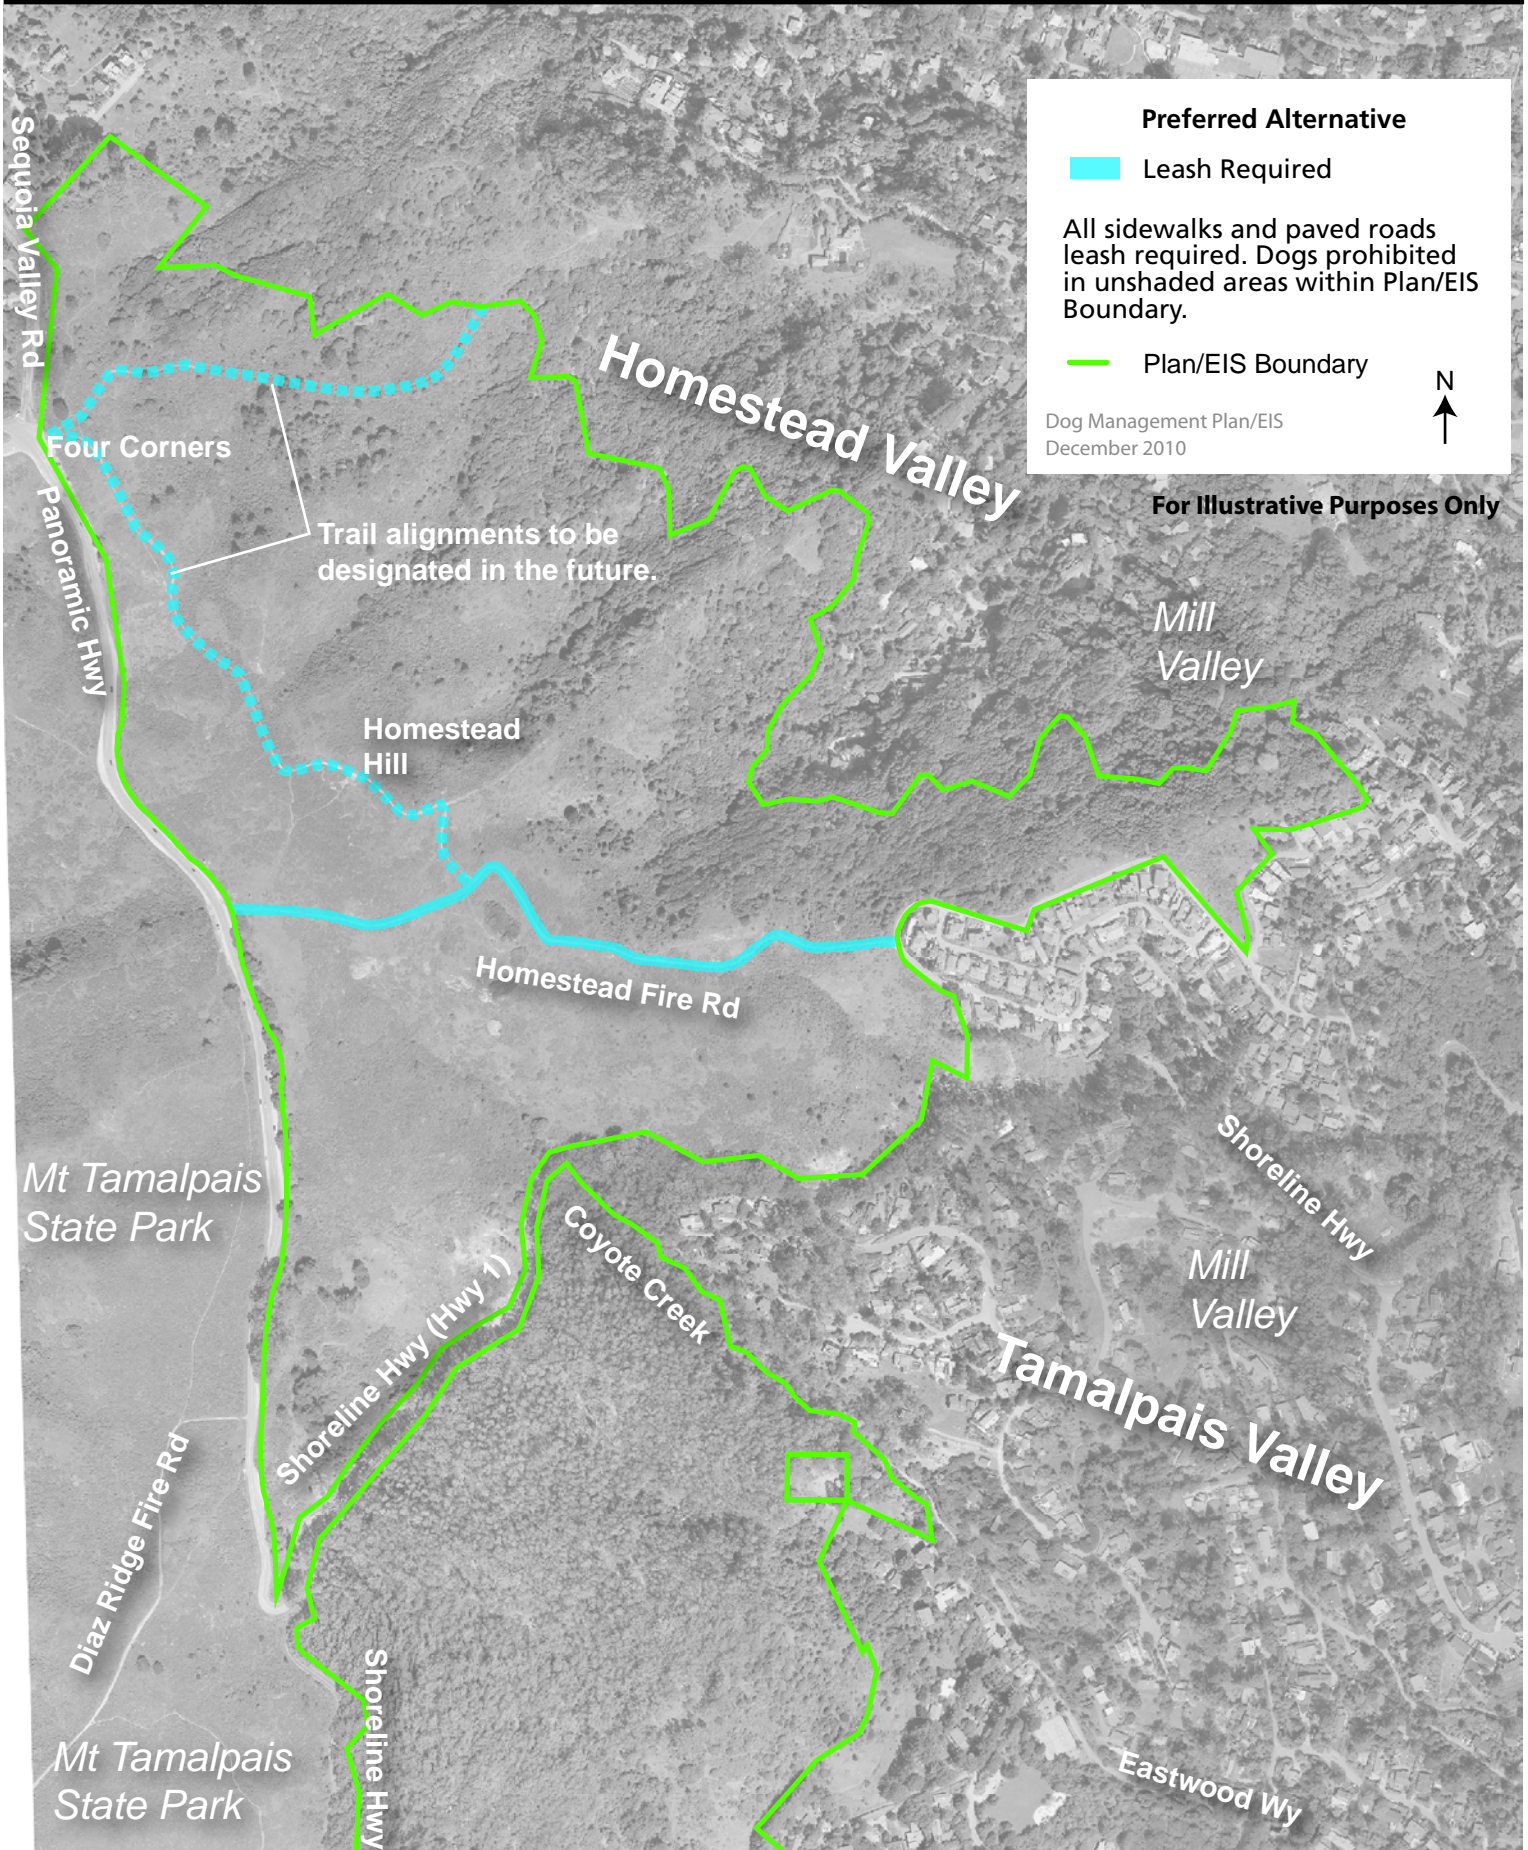 Preferred Alternative
Leash Required
All sidewalks and paved roads
leash required. Dogs prohibited
in unshaded areas within Plan/EIS
Boundary.
Plan/EIS Boundary
N
Dog Management Plan/EIS
December 2010
For Illustrative Purposes Only
Sequoia Valley Rd
Homestead Valley
Four Corners
Panoramic Hwy
Trail alignments to be
designated in the future.
Mill
Valley
Homestead
Hill
Homestead Fire Rd
Shoreline Hwy
Mt Tamalpais
State Park
Coyote Creek
Shoreline Hwy (Hwy 1)
Mill
Valley
Tamalpais Valley
Diaz Ridge Fire Rd
Shoreline Hwy
Mt Tamalpais
State Park
Eastwood Wy